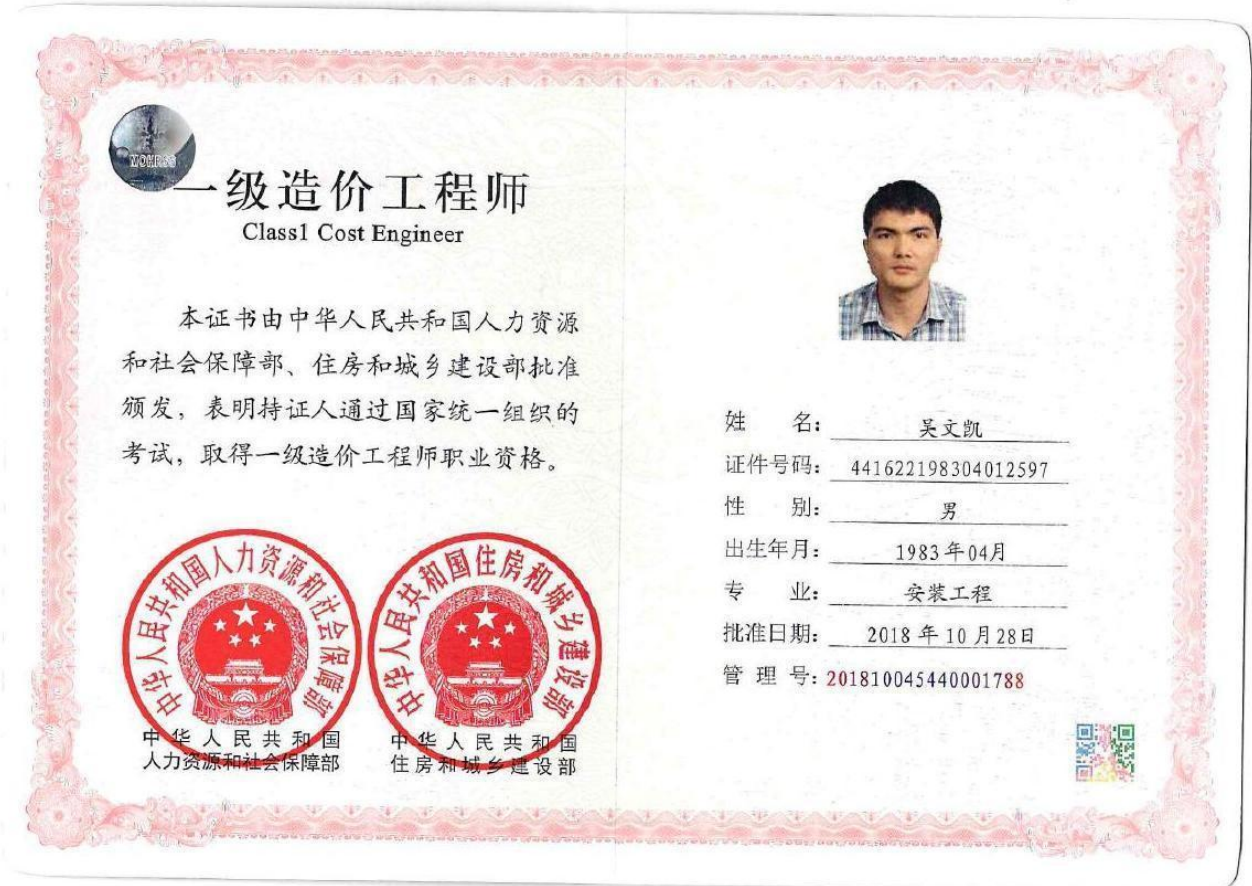 MOHRSS
一级造价工程师
Class1 Cost Engineer
本证书由中华人民共和国人力资源
和社会保障部、住房和城乡建设部批准
颁发，表明持证人通过国家统一组织的
考试，取得一级造价工程师职业资格。
中华人民共和国人力资源和社会保障部
中华人民共和国住房和城乡建设部
中华人民共和国
人力资源和社会保障部
中华人民共和国
住房和城乡建设部
姓 名：吴文凯
证件号码：441622198304012597
性 别：男
出生年月：1983年04月
专 业：安装工程
批准日期：2018年10月28日
管 理 号：201810045440001788